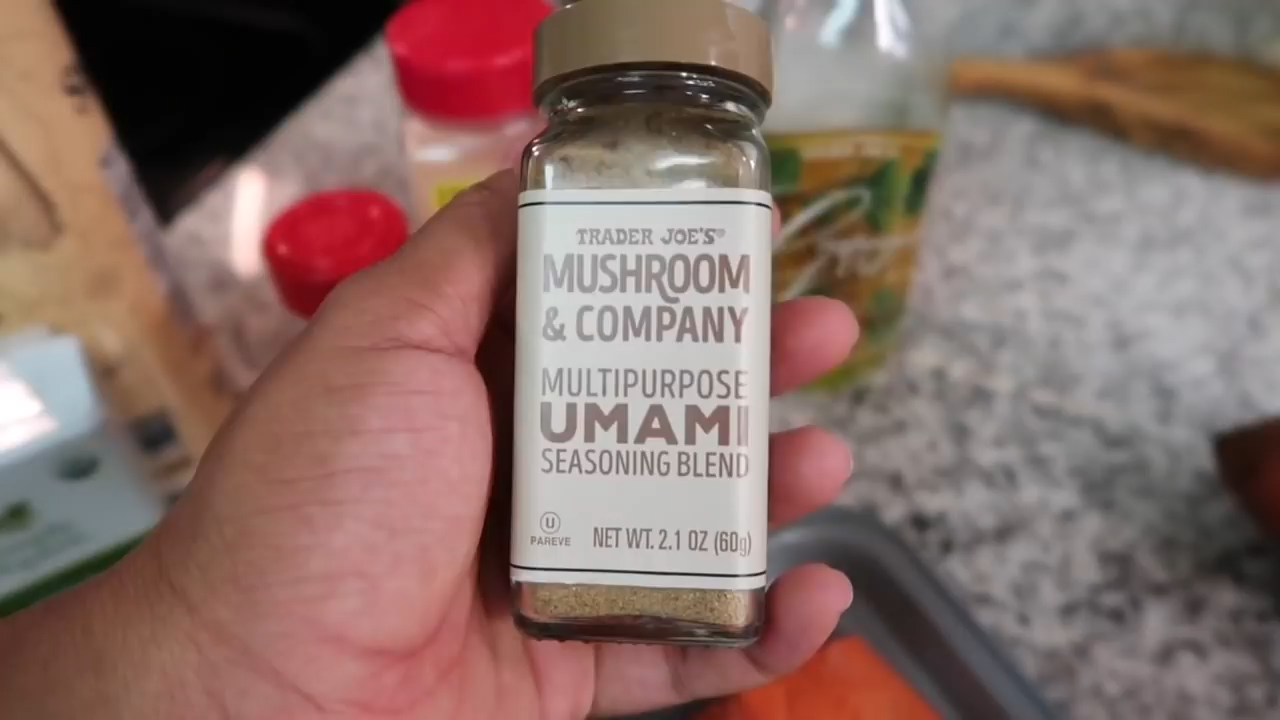 TRADER JOE'S®
MUSHROOM
& COMPANY
MULTIPURPOSE
UMAMI
SEASONING BLEND
U
PAREVE
NET WT. 2.1 OZ (60g)